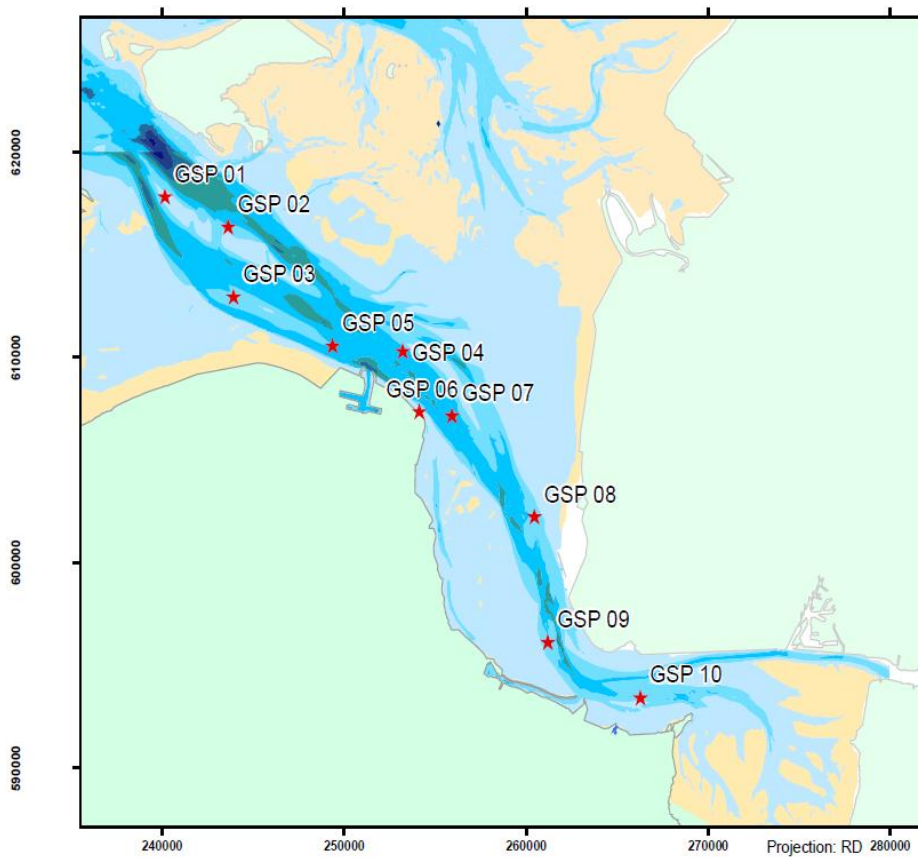 620000
GSP 01
GSP 02
GSP 03
GSP 05
GSP 04
610000
GSP 06
GSP 07
GSP 08
600000
GSP 09
GSP 10
590000
240000
250000
260000
270000
Projection: RD
280000